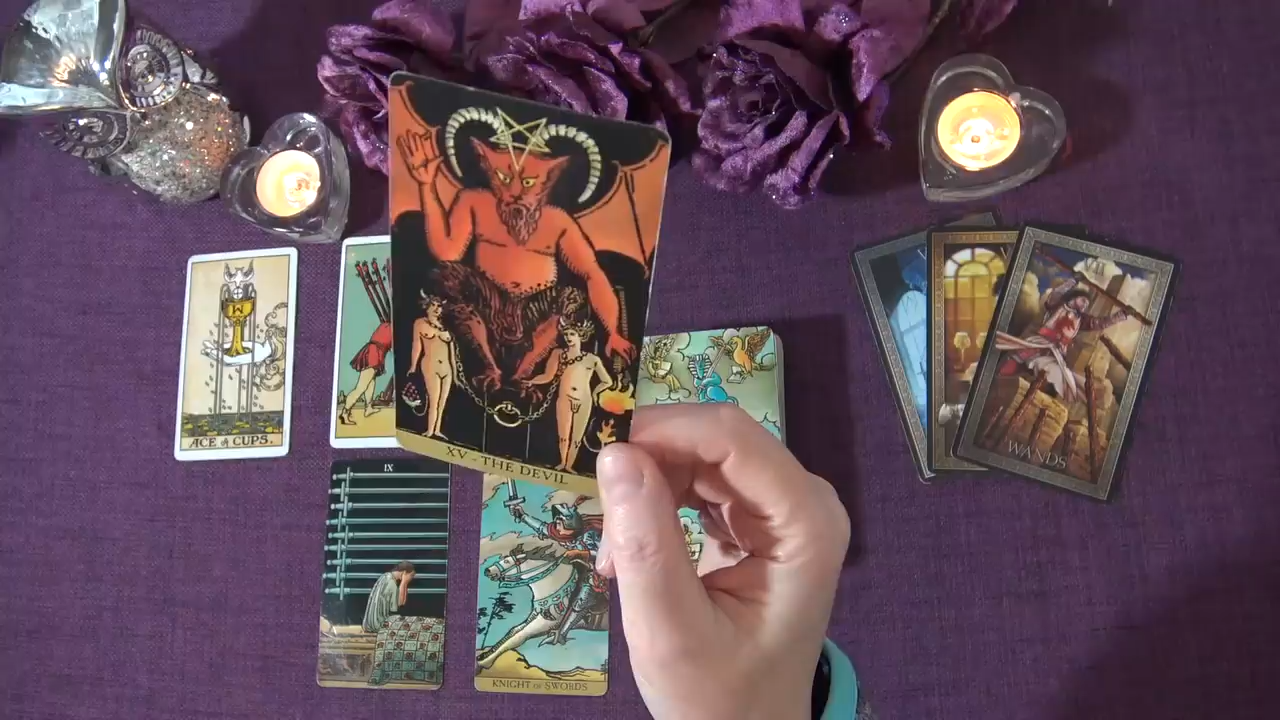 ACE of CUPS.
XV - THE DEVIL
IX
KNIGHT OF SWORDS
WANDS